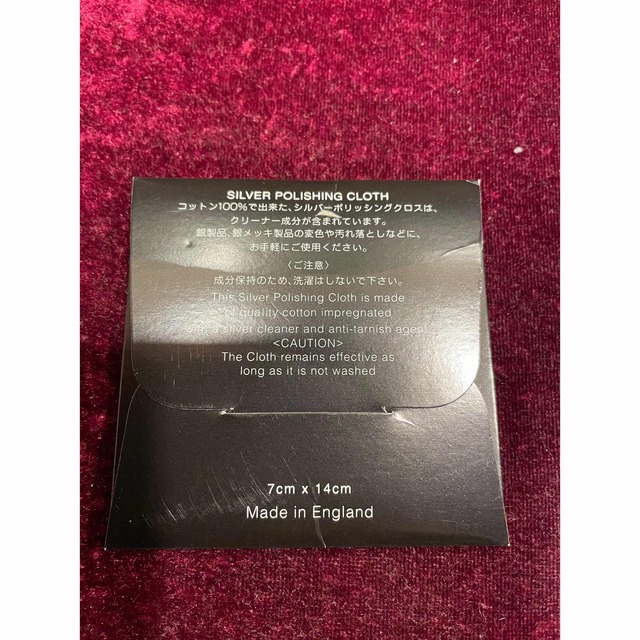 SILVER POLISHING CLOTH
コットン100%で出来た、シルバーポリッシングクロスは、
クリーナー成分が含まれています。
銀製品、銀メッキ製品の変色や汚れ落としなどに、
お手軽にご使用ください。
〈ご注意〉
成分保持のため、洗濯はしないで下さい。
This Silver Polishing Cloth is made
of quality cotton impregnated
with a silver cleaner and anti-tarnish agent.
<CAUTION>
The Cloth remains effective as
long as it is not washed
7cm x 14cm
Made in England